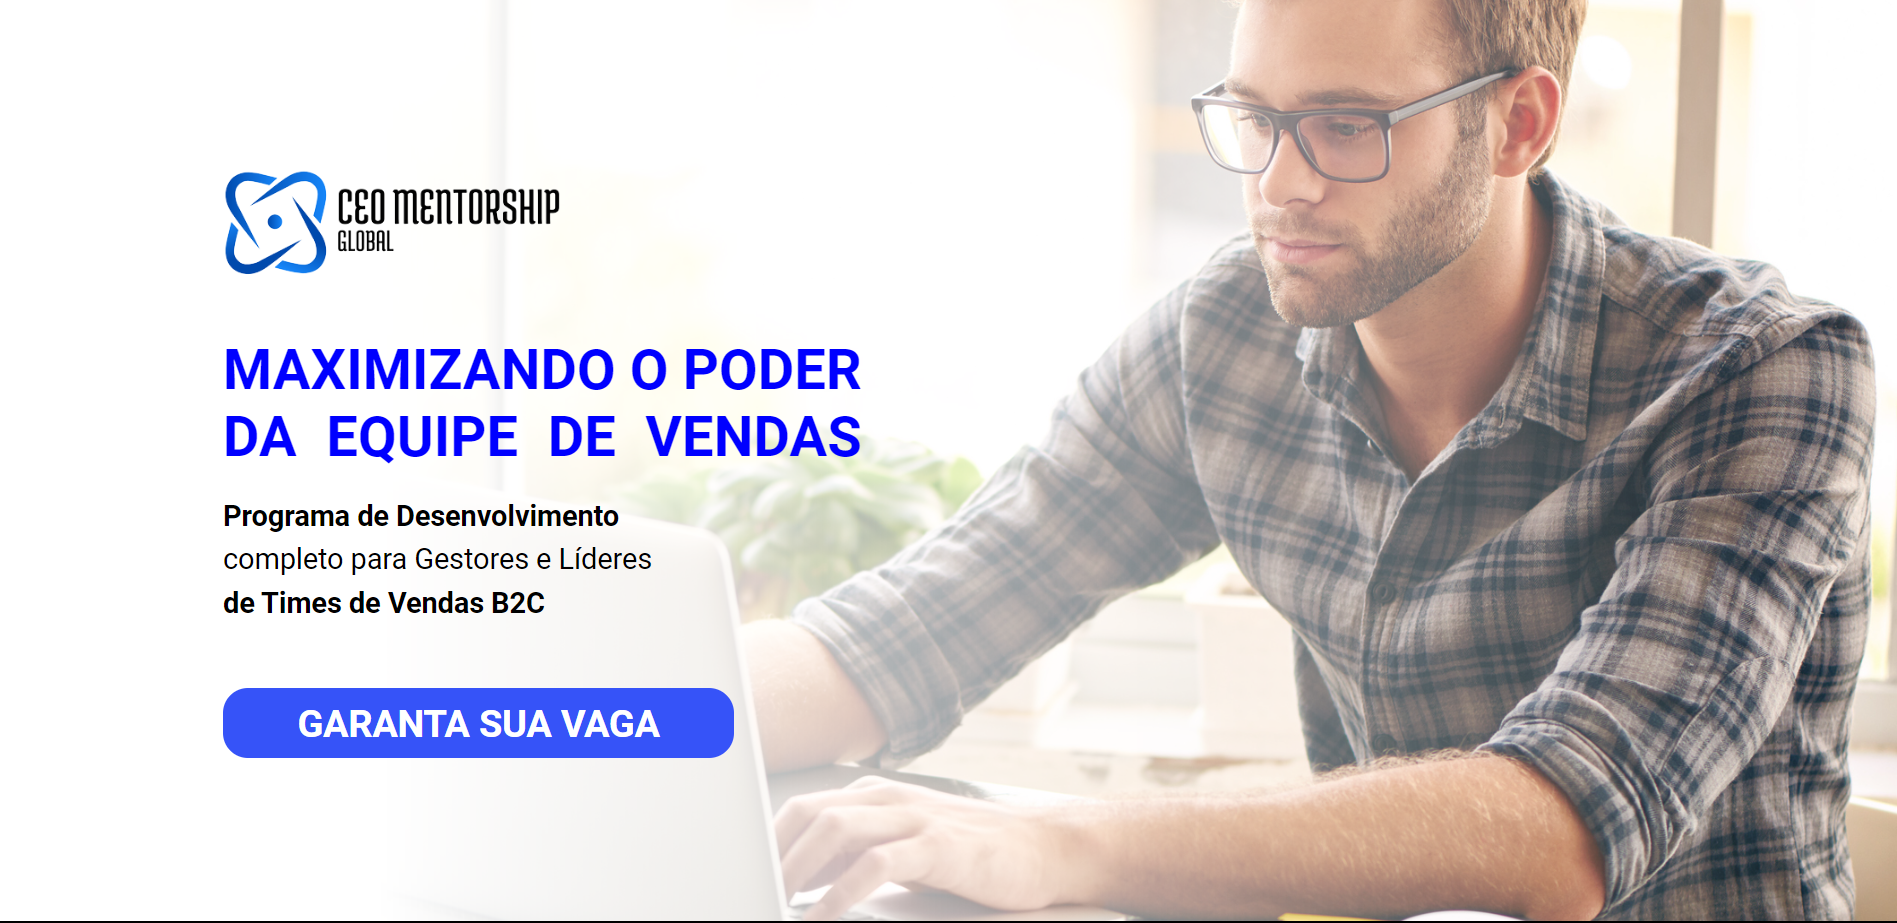 CEO MENTORSHIP
GLOBAL
MAXIMIZANDO O PODER
DA EQUIPE DE VENDAS
Programa de Desenvolvimento
completo para Gestores e Líderes
de Times de Vendas B2C
GARANTA SUA VAGA